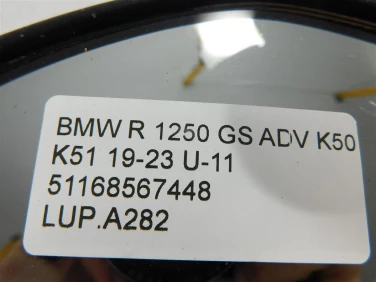 BMW R 1250 GS ADV K50
K51 19-23 U-11
51168567448
LUP.A282